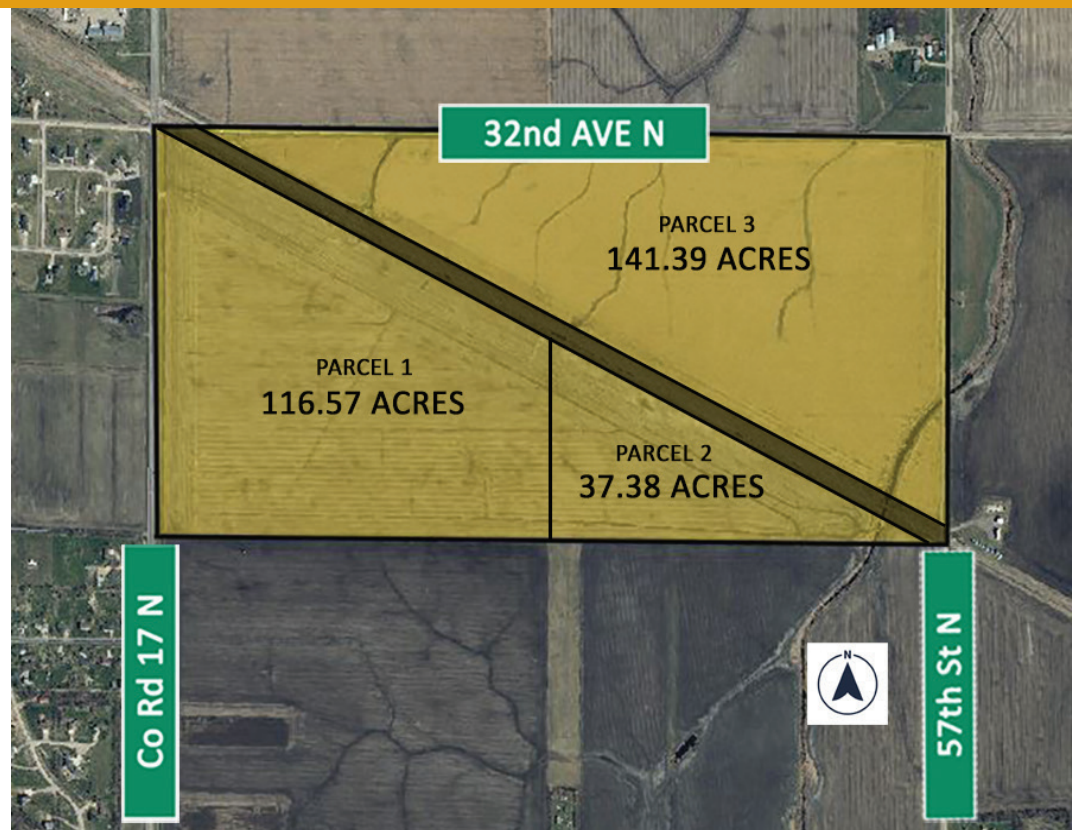 32nd AVE N
PARCEL 3
141.39 ACRES
PARCEL 1
116.57 ACRES
PARCEL 2
37.38 ACRES
Co Rd 17 N
57th St N
N